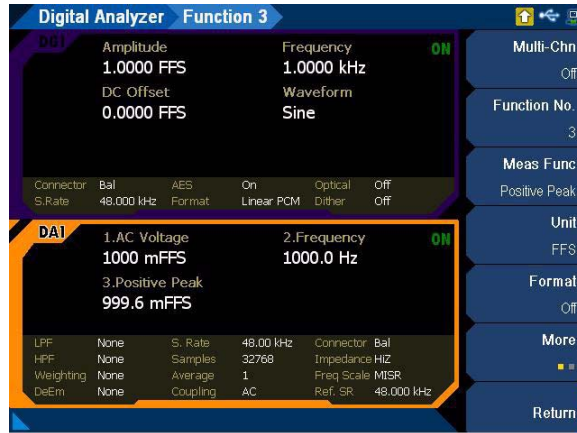 Digital Analyzer Function 3
DG1
Amplitude Frequency ON
1.0000 FFS 1.0000 kHz
DC Offset Waveform
0.0000 FFS Sine
Connector Bal AES On Optical Off
S.Rate 48.000 kHz Format Linear PCM Dither Off
DA1
1.AC Voltage 2.Frequency ON
1000 mFFS 1000.0 Hz
3.Positive Peak
999.6 mFFS
LPF None S. Rate 48.00 kHz Connector Bal
HPF None Samples 32768 Impedance HiZ
Weighting None Average 1 Freq Scale MISR
DeEm None Coupling AC Ref. SR 48.000 kHz
Multi-Chn
Off
Function No.
3
Meas Func
Positive Peak
Unit
FFS
Format
Off
More
Return